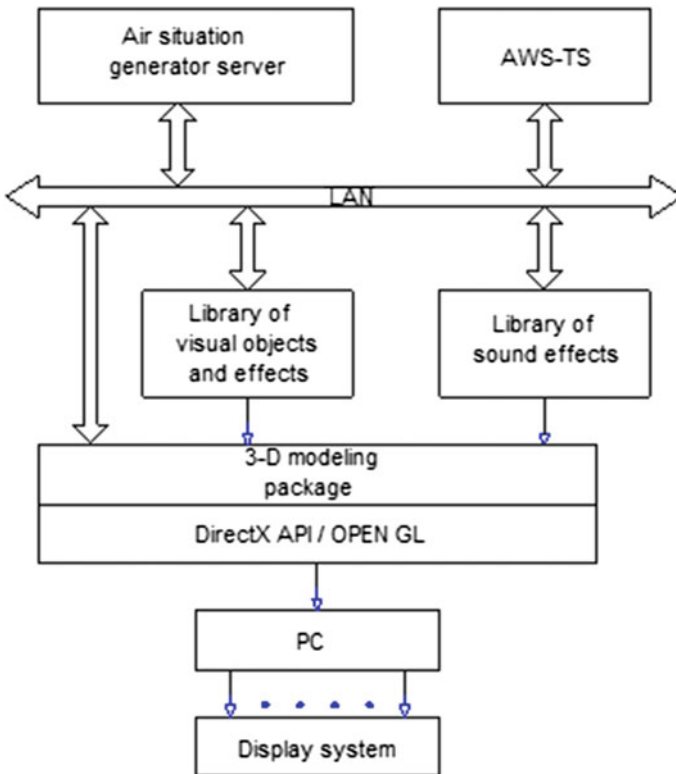 Air situation
generator server
AWS-TS
LAN
Library of
visual objects
and effects
Library of
sound effects
3-D modeling
package
DirectX API / OPEN GL
PC
Display system